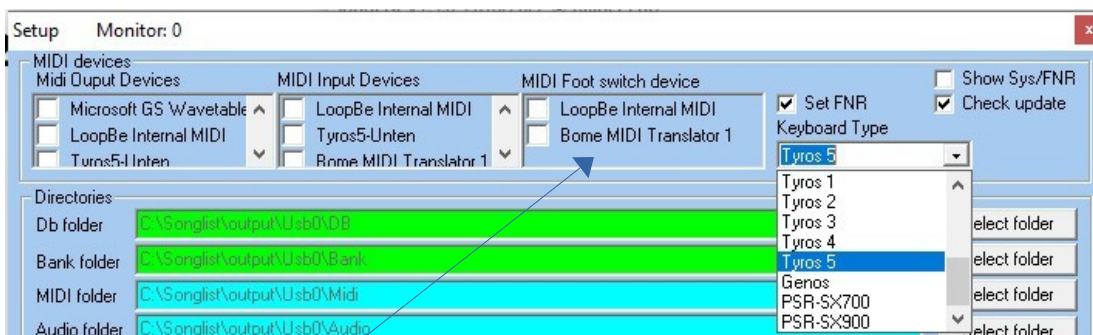 Setup Monitor: 0
MIDI devices
Midi Ouput Devices MIDI Input Devices MIDI Foot switch device Show Sys/FNR
Microsoft GS Wavetable LoopBe Internal MIDI LoopBe Internal MIDI Set FNR Check update
LoopBe Internal MIDI Tyros5-Unten Bome MIDI Translator 1 Keyboard Type
Tyros5-Unten Bome MIDI Translator 1 Tyros 5
Tyros 1
Directories Tyros 2
Db folder C:\Songlist\output\Usb0\DB Tyros 3 elect folder
Tyros 4
Bank folder C:\Songlist\output\Usb0\Bank Tyros 5 elect folder
Genos
MIDI folder C:\Songlist\output\Usb0\Midi PSR-SX700 elect folder
Audio folder C:\Songlist\output\Usb0\Audio PSR-SX900 elect folder